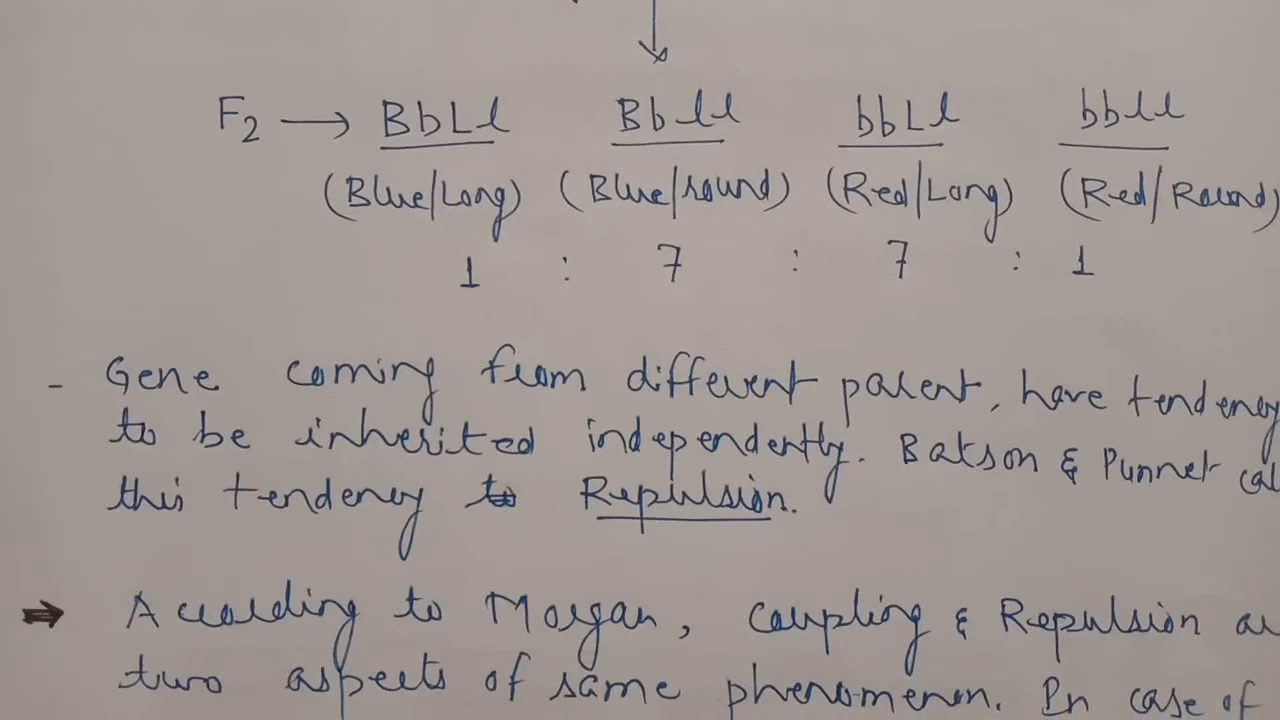 F2 → BbLl Bbll bbLl bbll
(Blue/Long) (Blue/round) (Red/Long) (Red/Round)
1 : 7 : 7 : 1
- Gene coming from different parent, have tendency
to be inherited independently. Batson & Punnet cal
this tendency to Repulsion.
⇒ According to Morgan, Coupling & Repulsion ar
two aspects of same phenomenon. In case of